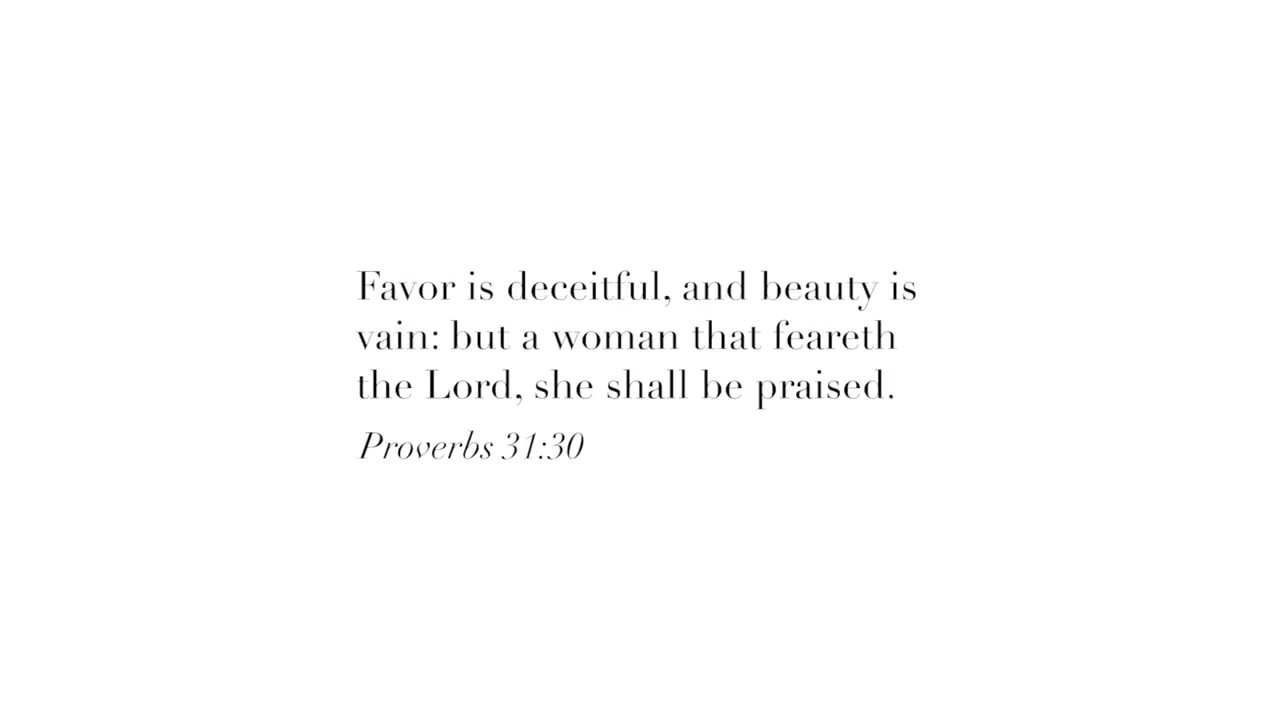 Favor is deceitful, and beauty is
vain: but a woman that feareth
the Lord, she shall be praised.
Proverbs 31:30